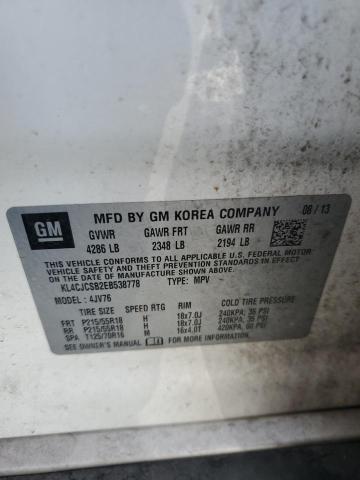 GM
MFD BY GM KOREA COMPANY 08/13
GVWR GAWR FRT GAWR RR
4286 LB 2348 LB 2194 LB
THIS VEHICLE CONFORMS TO ALL APPLICABLE U.S. FEDERAL MOTOR
VEHICLE SAFETY, BUMPER, AND THEFT PREVENTION STANDARDS
IN EFFECT ON THE DATE OF MANUFACTURE SHOWN ABOVE.
KL4CJCSB2EB538778 TYPE: MPV
MODEL: 4JV76
TIRE SIZE SPEED RTG RIM COLD TIRE PRESSURE
FRT P215/55R18 H 18x7.0J 240KPA, 35 PSI
RR P215/55R18 H 18x7.0J 240KPA, 35 PSI
SPA T125/70R16 M 16x4.0T 420KPA, 60 PSI
SEE OWNER'S MANUAL FOR MORE INFORMATION.